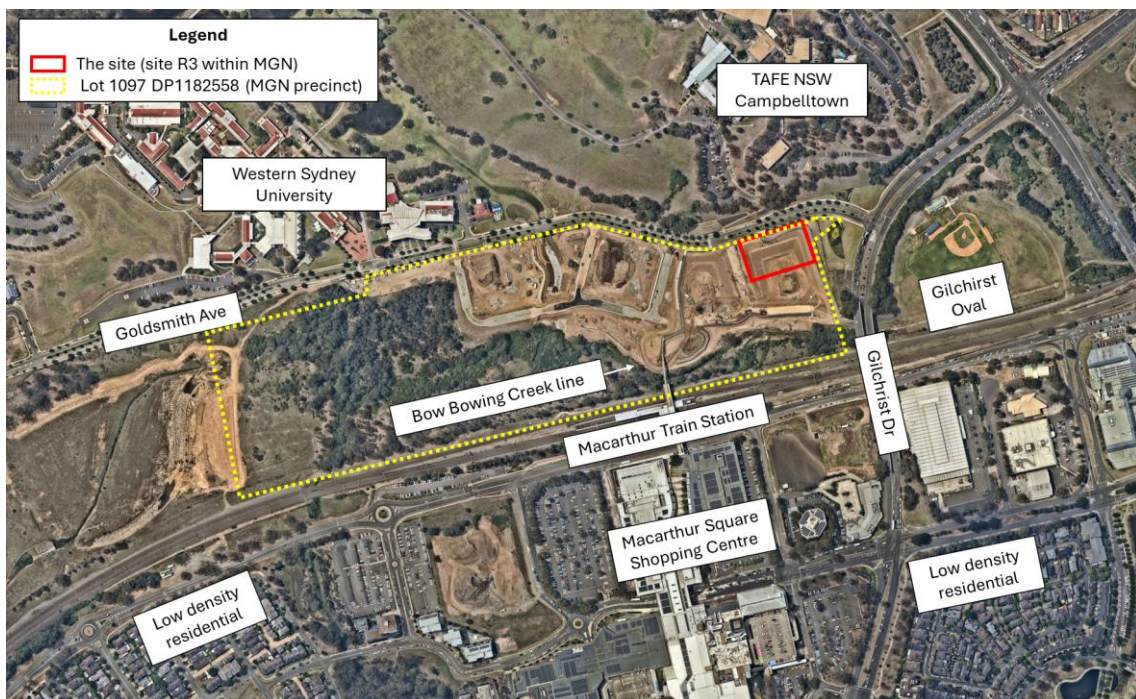 Legend
The site (site R3 within MGN)
Lot 1097 DP1182558 (MGN precinct)
TAFE NSW
Campbelltown
Western Sydney
University
Gilchirst
Oval
Goldsmith Ave
Bow Bowing Creek line
Gilchrist Dr
Macarthur Train Station
Macarthur Square
Shopping Centre
Low density
residential
Low density
residential